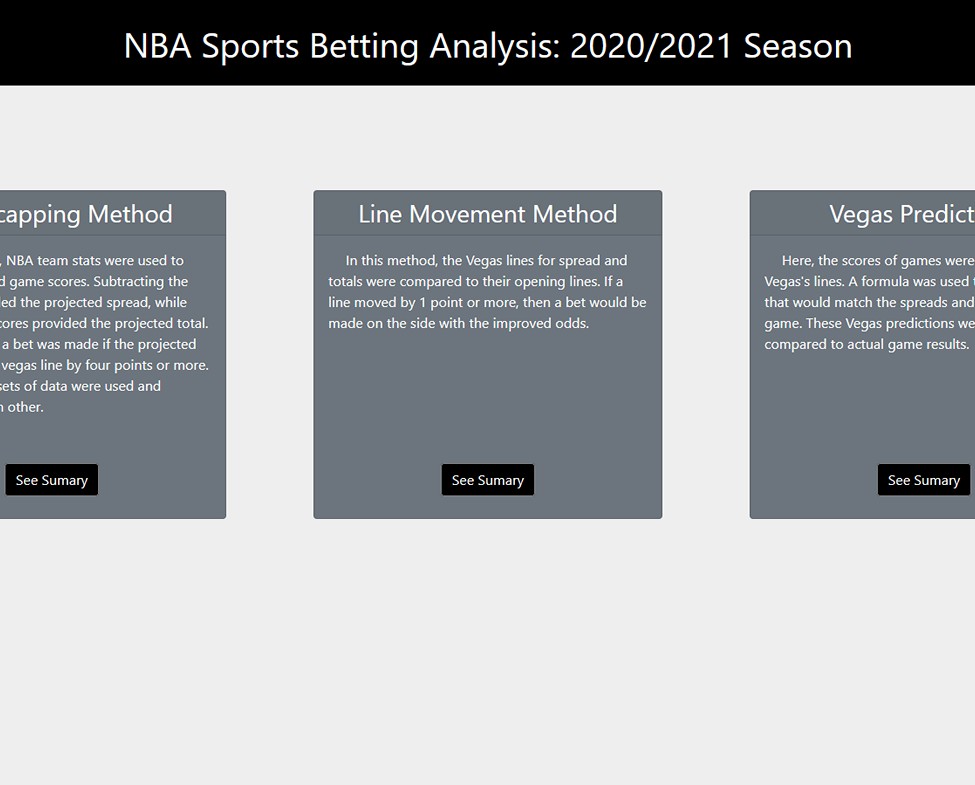 NBA Sports Betting Analysis: 2020/2021 Season
capping Method
, NBA team stats were used to
d game scores. Subtracting the
led the projected spread, while
cores provided the projected total.
a bet was made if the projected
vegas line by four points or more.
sets of data were used and
n other.
See Sumary
Line Movement Method
In this method, the Vegas lines for spread and
totals were compared to their opening lines. If a
line moved by 1 point or more, then a bet would be
made on the side with the improved odds.
See Sumary
Vegas Predict
Here, the scores of games were
Vegas's lines. A formula was used
that would match the spreads and
game. These Vegas predictions we
compared to actual game results.
See Sumary